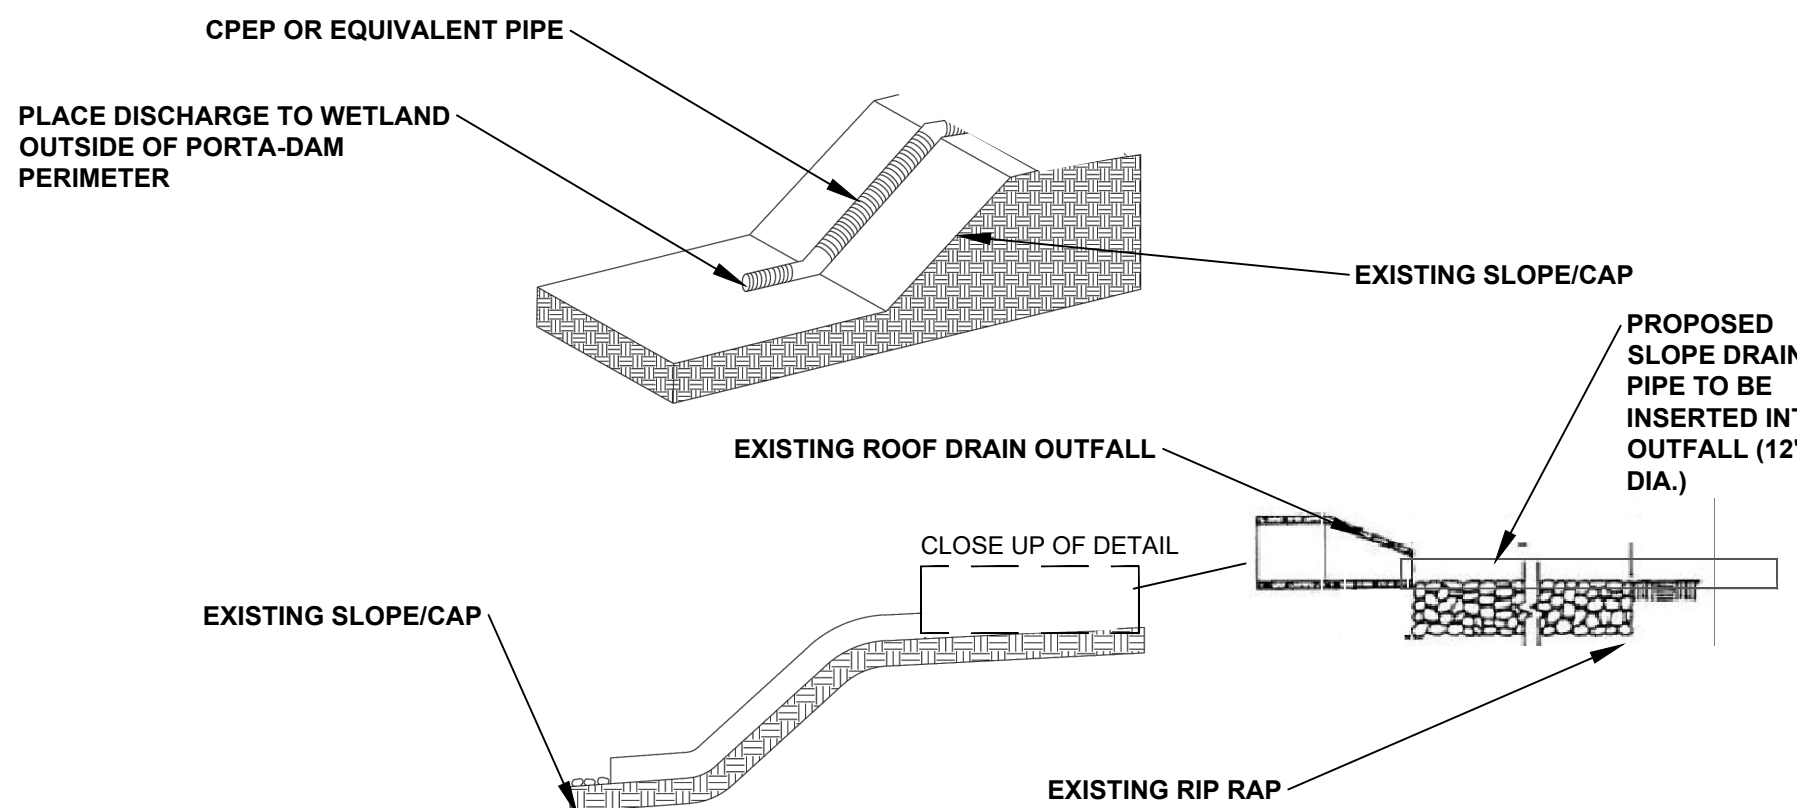 CPEP OR EQUIVALENT PIPE
PLACE DISCHARGE TO WETLAND
OUTSIDE OF PORTA-DAM
PERIMETER
EXISTING SLOPE/CAP
PROPOSED
SLOPE DRAIN
PIPE TO BE
INSERTED INT
OUTFALL (12"
DIA.)
EXISTING ROOF DRAIN OUTFALL
CLOSE UP OF DETAIL
EXISTING SLOPE/CAP
EXISTING RIP RAP